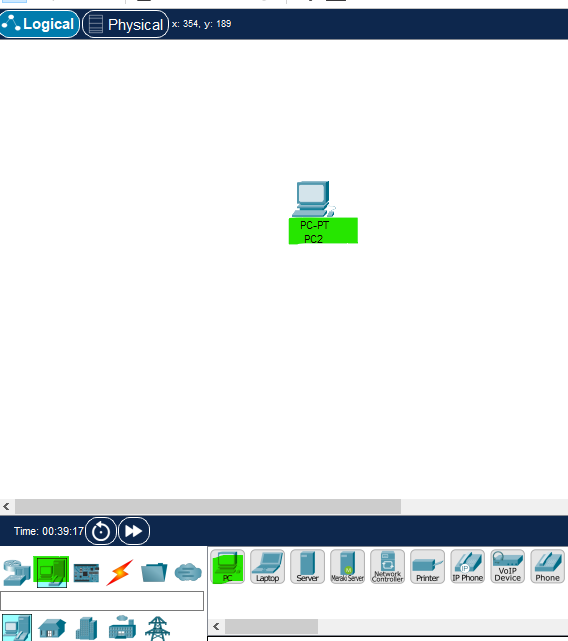 Logical Physical x: 354, y: 189
PC-PT
PC2
Time: 00:39:17
PC Laptop Server Meraki Server Network Controller Printer IP Phone VoIP Device Phone